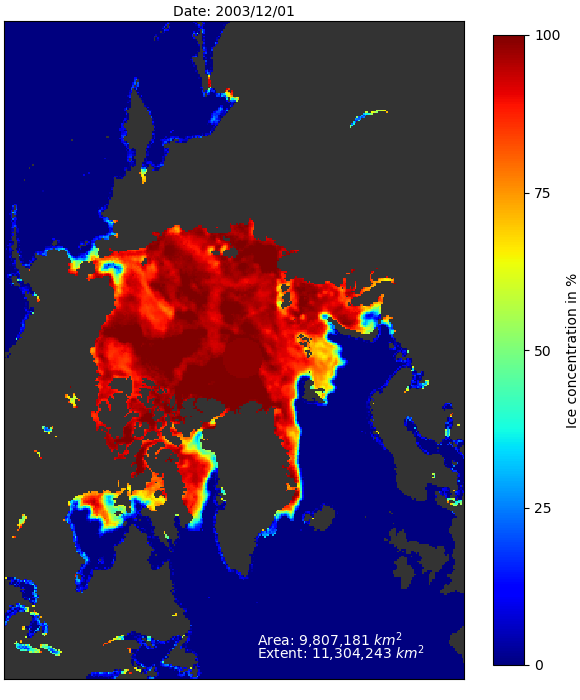 Date: 2003/12/01
100
75
50
25
0
Ice concentration in %
Area: 9,807,181 km²
Extent: 11,304,243 km²